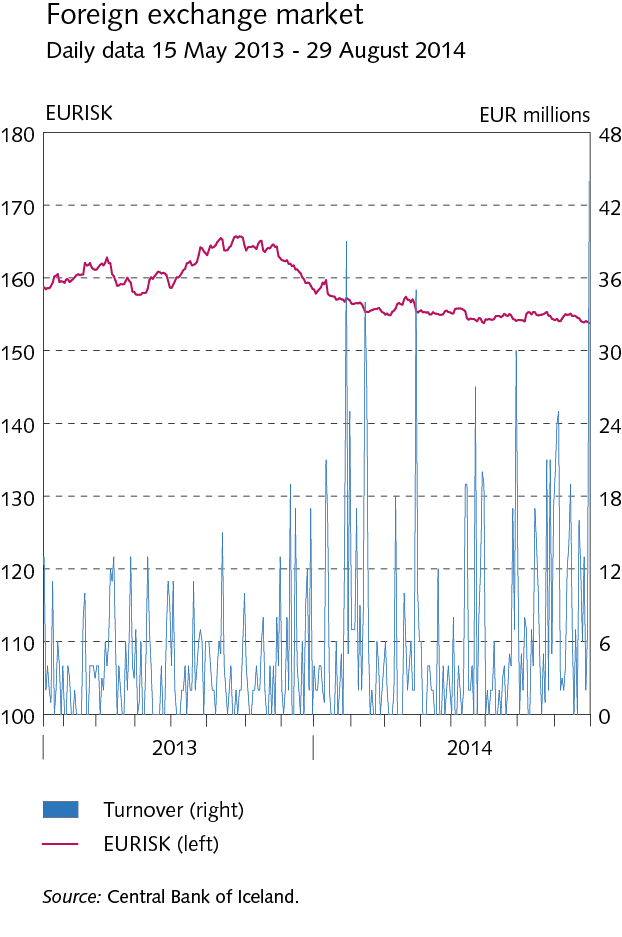 Foreign exchange market
Daily data 15 May 2013 - 29 August 2014
EURISK
EUR millions
180
48
170
42
160
36
150
30
140
24
130
18
120
12
110
6
100
0
2013
2014
Turnover (right)
EURISK (left)
Source: Central Bank of Iceland.